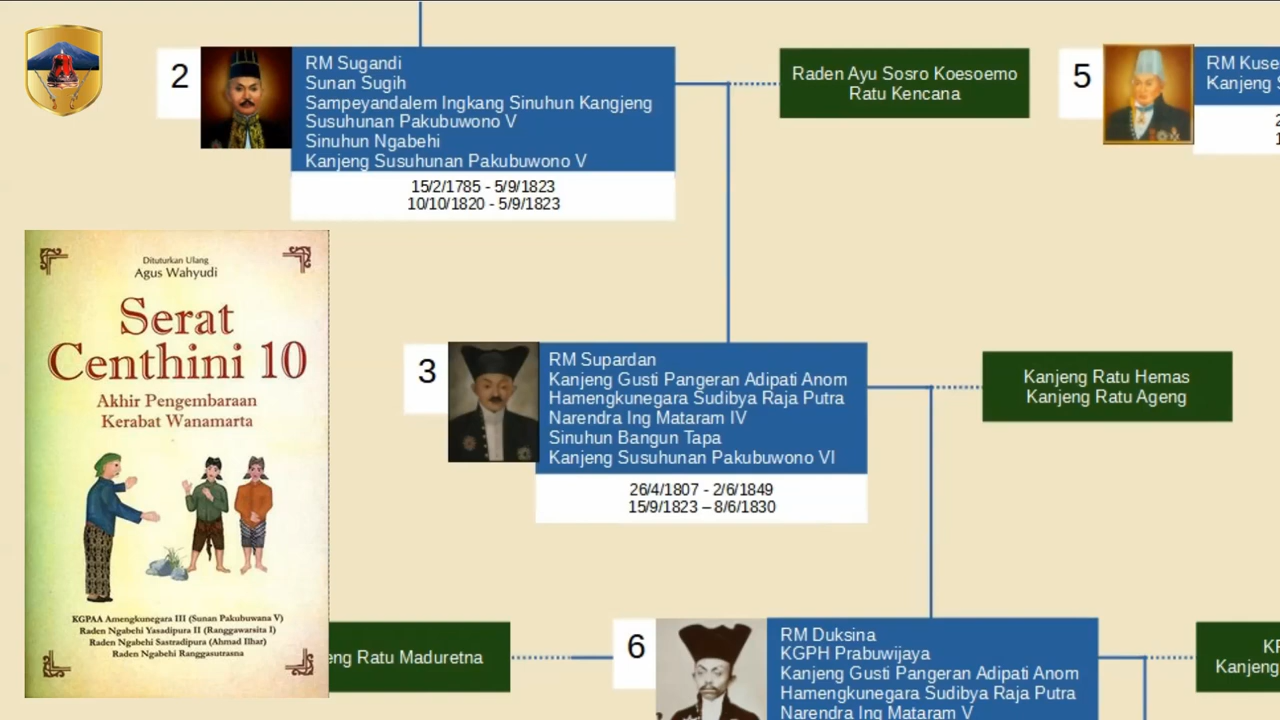 2
RM Sugandi
Sunan Sugih
Sampeyandalem Ingkang Sinuhun Kangjeng
Susuhunan Pakubuwono V
Sinuhun Ngabehi
Kanjeng Susuhunan Pakubuwono V
15/2/1785 - 5/9/1823
10/10/1820 - 5/9/1823
Raden Ayu Sosro Koesoemo
Ratu Kencana
5
RM Kuse
Kanjeng S
Dituturkan Ulang
Agus Wahyudi
Serat
Centhini 10
Akhir Pengembaraan
Kerabat Wanamarta
KGPAA Amengkunegara III (Sunan Pakubuwana V)
Raden Ngabehi Yasadipura II (Ranggawarsita I)
Raden Ngabehi Sastradipura (Ahmad Ilhar)
Raden Ngabehi Ranggasutrasna
3
RM Supardan
Kanjeng Gusti Pangeran Adipati Anom
Hamengkunegara Sudibya Raja Putra
Narendra Ing Mataram IV
Sinuhun Bangun Tapa
Kanjeng Susuhunan Pakubuwono VI
26/4/1807 - 2/6/1849
15/9/1823 – 8/6/1830
Kanjeng Ratu Hemas
Kanjeng Ratu Ageng
eng Ratu Maduretna
6
RM Duksina
KGPH Prabuwijaya
Kanjeng Gusti Pangeran Adipati Anom
Hamengkunegara Sudibya Raja Putra
Narendra Ing Mataram V
Kanjeng